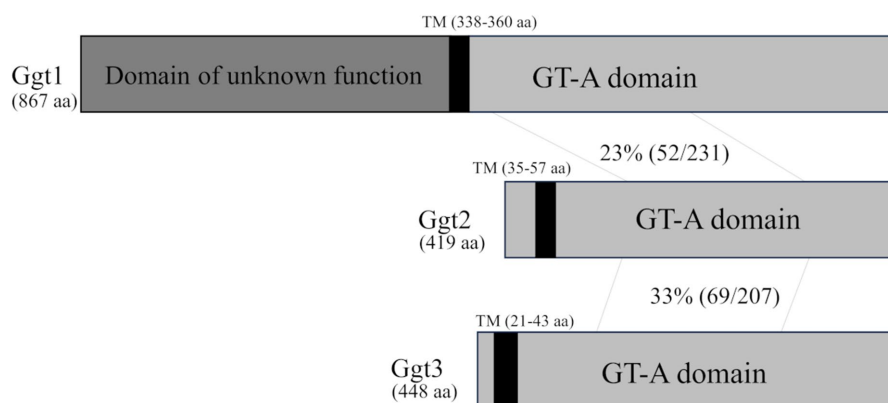 TM (338-360 aa)
Ggt1
(867 aa)
Domain of unknown function
GT-A domain
23% (52/231)
TM (35-57 aa)
Ggt2
(419 aa)
GT-A domain
33% (69/207)
TM (21-43 aa)
Ggt3
(448 aa)
GT-A domain